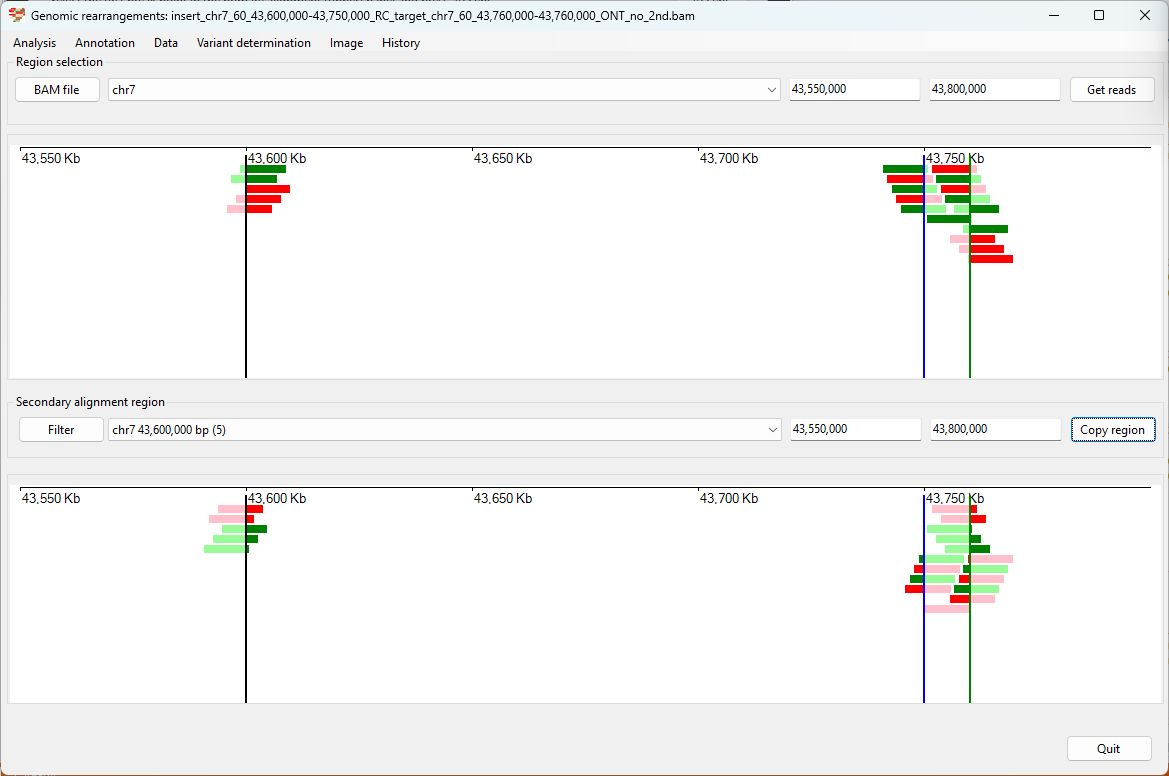 Genomic rearrangements: insert_chr7_60_43,600,000-43,750,000_RC_target_chr7_60_43,760,000-43,760,000_ONT_no_2nd.bam
Analysis Annotation Data Variant determination Image History
Region selection
BAM file chr7 43,550,000 43,800,000 Get reads
43,550 Kb 43,600 Kb 43,650 Kb 43,700 Kb 43,750 Kb
Secondary alignment region
Filter chr7 43,600,000 bp (5) 43,550,000 43,800,000 Copy region
43,550 Kb 43,600 Kb 43,650 Kb 43,700 Kb 43,750 Kb
Quit